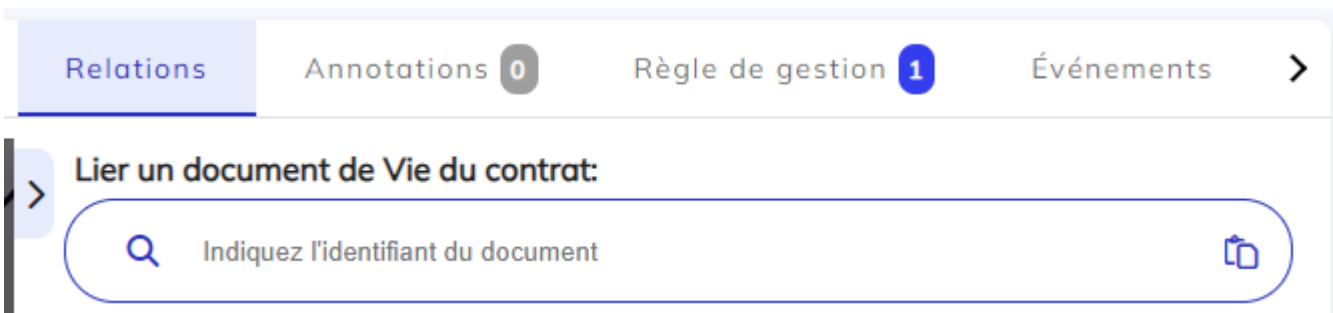 Relations Annotations 0 Règle de gestion 1 Événements
Lier un document de Vie du contrat:
Indiquez l'identifiant du document